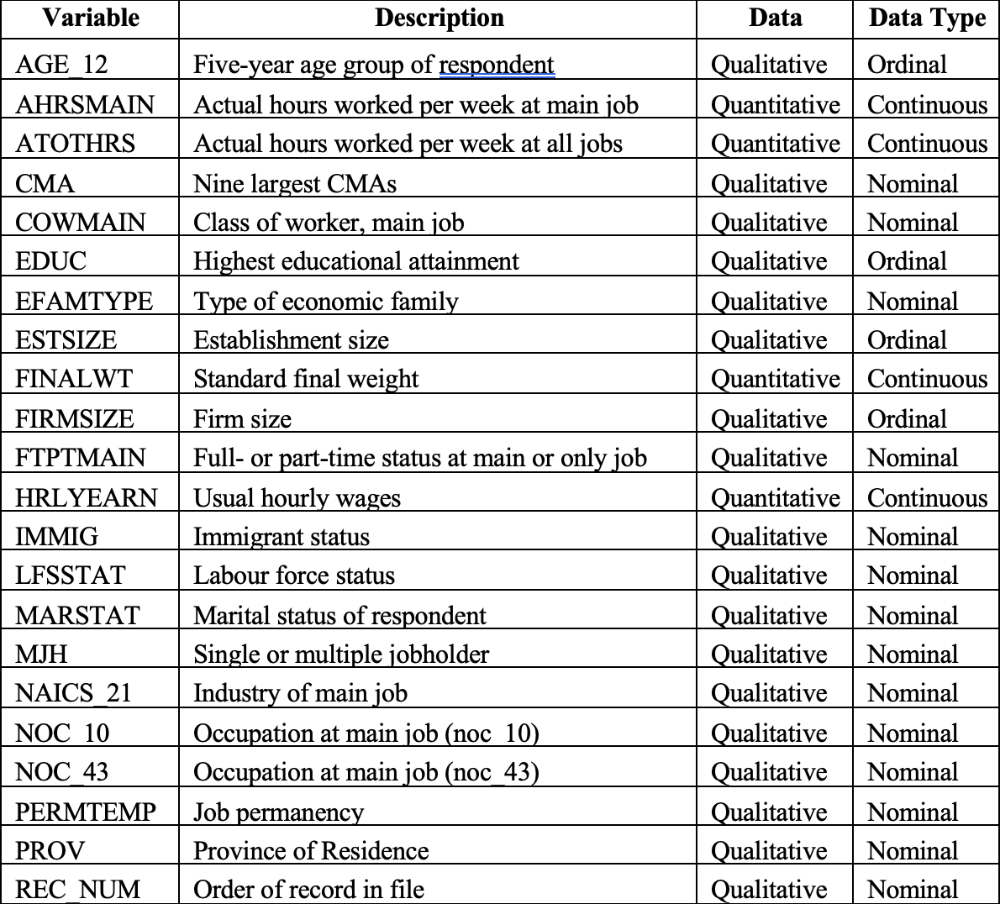 Variable Description Data Data Type
AGE_12 Five-year age group of respondent Qualitative Ordinal
AHRSMAIN Actual hours worked per week at main job Quantitative Continuous
ATOTHRS Actual hours worked per week at all jobs Quantitative Continuous
CMA Nine largest CMAs Qualitative Nominal
COWMAIN Class of worker, main job Qualitative Nominal
EDUC Highest educational attainment Qualitative Ordinal
EFAMTYPE Type of economic family Qualitative Nominal
ESTSIZE Establishment size Qualitative Ordinal
FINALWT Standard final weight Quantitative Continuous
FIRMSIZE Firm size Qualitative Ordinal
FTPTMAIN Full- or part-time status at main or only job Qualitative Nominal
HRLYEARN Usual hourly wages Quantitative Continuous
IMMIG Immigrant status Qualitative Nominal
LFSSTAT Labour force status Qualitative Nominal
MARSTAT Marital status of respondent Qualitative Nominal
MJH Single or multiple jobholder Qualitative Nominal
NAICS_21 Industry of main job Qualitative Nominal
NOC_10 Occupation at main job (noc_10) Qualitative Nominal
NOC_43 Occupation at main job (noc_43) Qualitative Nominal
PERMTEMP Job permanency Qualitative Nominal
PROV Province of Residence Qualitative Nominal
REC_NUM Order of record in file Qualitative Nominal